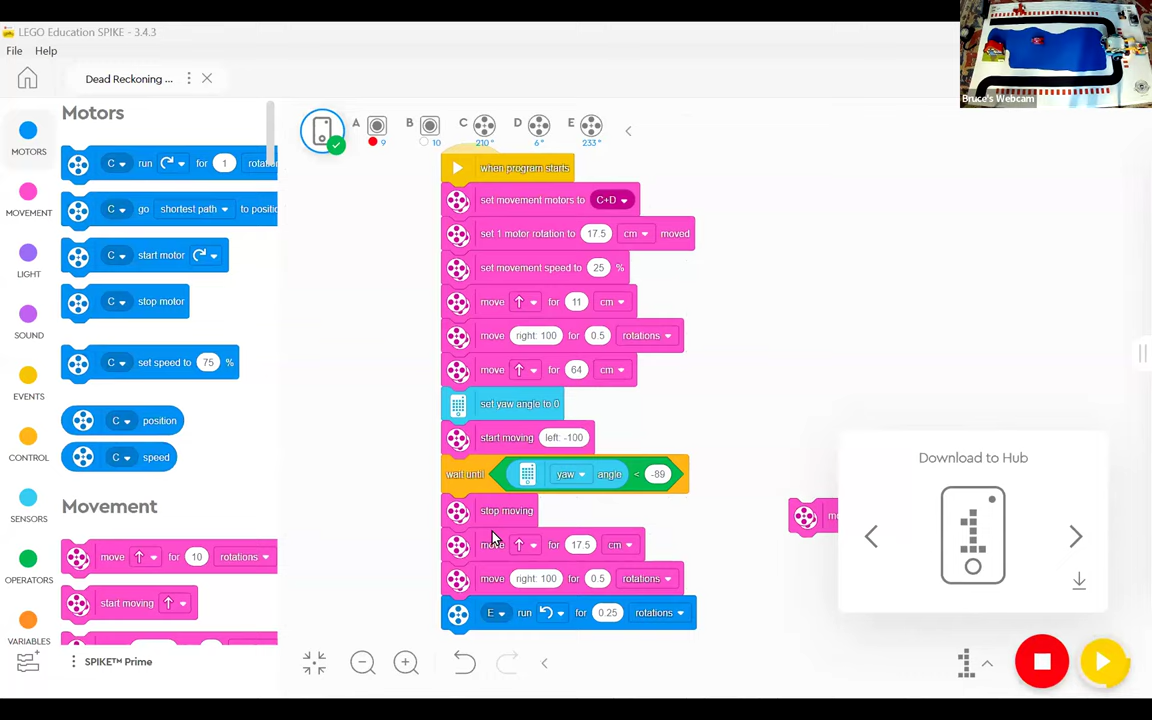 LEGO Education SPIKE - 3.4.3
File Help
Bruce's Webcam
Dead Reckoning ...
Motors
MOTORS
MOVEMENT
LIGHT
SOUND
EVENTS
CONTROL
SENSORS
OPERATORS
VARIABLES
C run for 1
C go shortest path to
C start motor
C stop motor
C set speed to 75 %
C position
C speed
Movement
move for 10 rotations
start moving
A B C D E
9 10 210° 6° 233°
when program starts
set movement motors to C+D
set 1 motor rotation to 17.5 cm moved
set movement speed to 25 %
move for 11 cm
move right: 100 for 0.5 rotations
move for 64 cm
set yaw angle to 0
start moving left: -100
wait until yaw angle < -89
stop moving
move for 17.5 cm
move right: 100 for 0.5 rotations
E run for 0.25 rotations
Download to Hub
SPIKE™ Prime